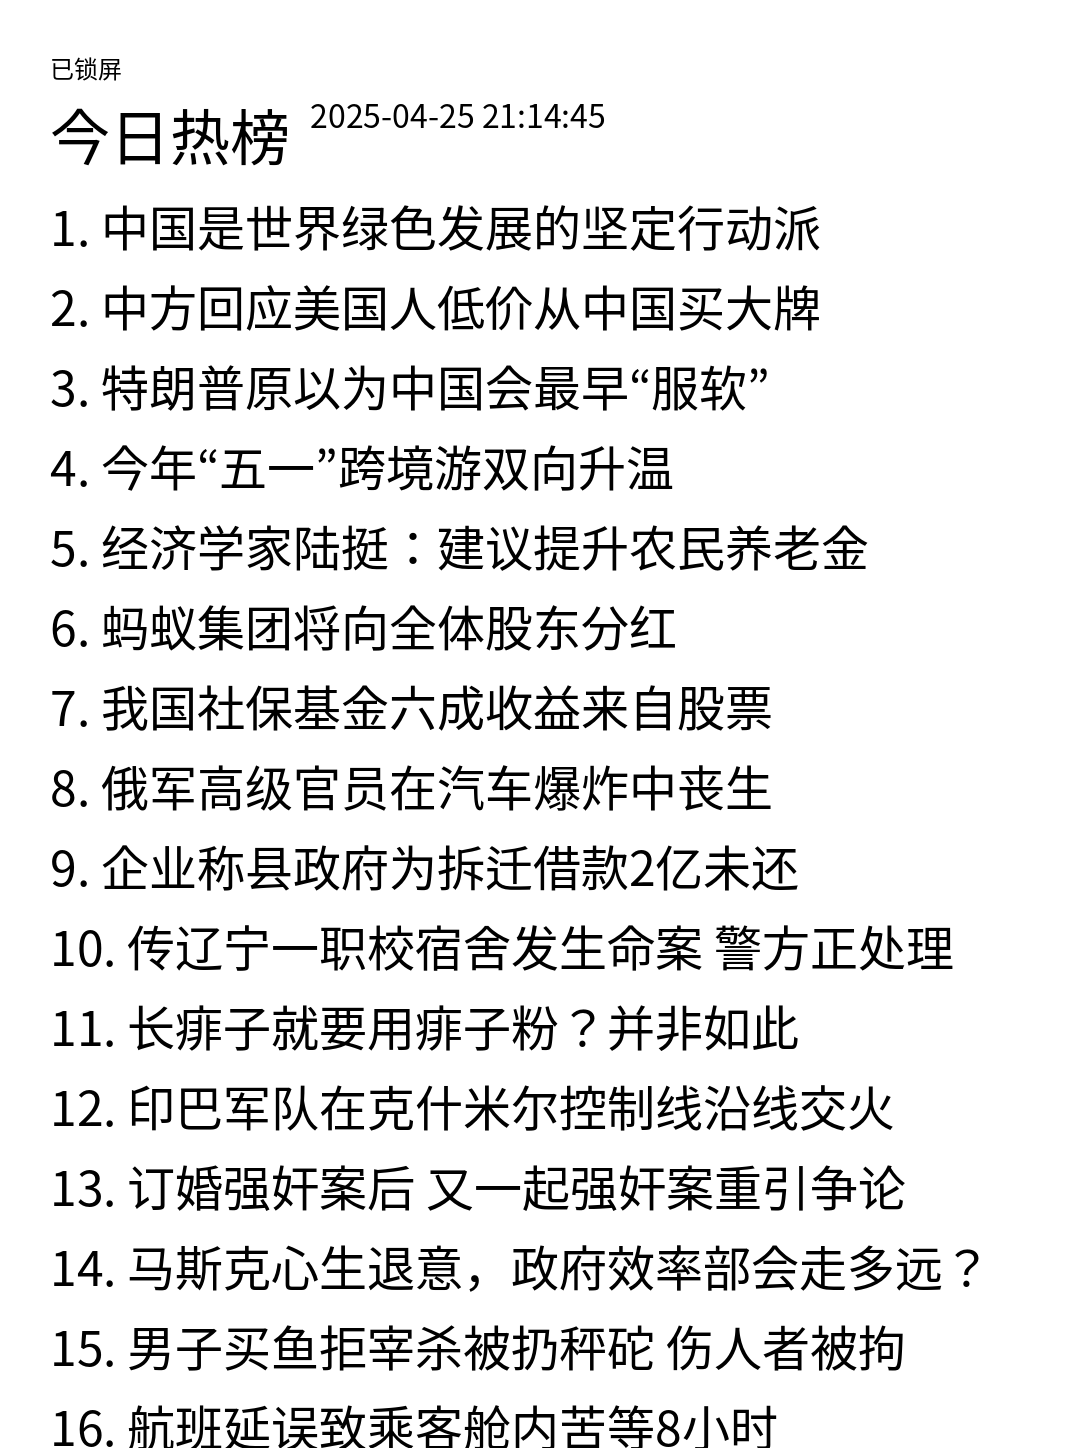 已锁屏
今日热榜 2025-04-25 21:14:45
1. 中国是世界绿色发展的坚定行动派
2. 中方回应美国人低价从中国买大牌
3. 特朗普原以为中国会最早“服软”
4. 今年“五一”跨境游双向升温
5. 经济学家陆挺：建议提升农民养老金
6. 蚂蚁集团将向全体股东分红
7. 我国社保基金六成收益来自股票
8. 俄军高级官员在汽车爆炸中丧生
9. 企业称县政府为拆迁借款2亿未还
10. 传辽宁一职校宿舍发生命案 警方正处理
11. 长痱子就要用痱子粉？并非如此
12. 印巴军队在克什米尔控制线沿线交火
13. 订婚强奸案后 又一起强奸案重引争论
14. 马斯克心生退意，政府效率部会走多远？
15. 男子买鱼拒宰杀被扔秤砣 伤人者被拘
16. 航班延误致乘客舱内苦等8小时